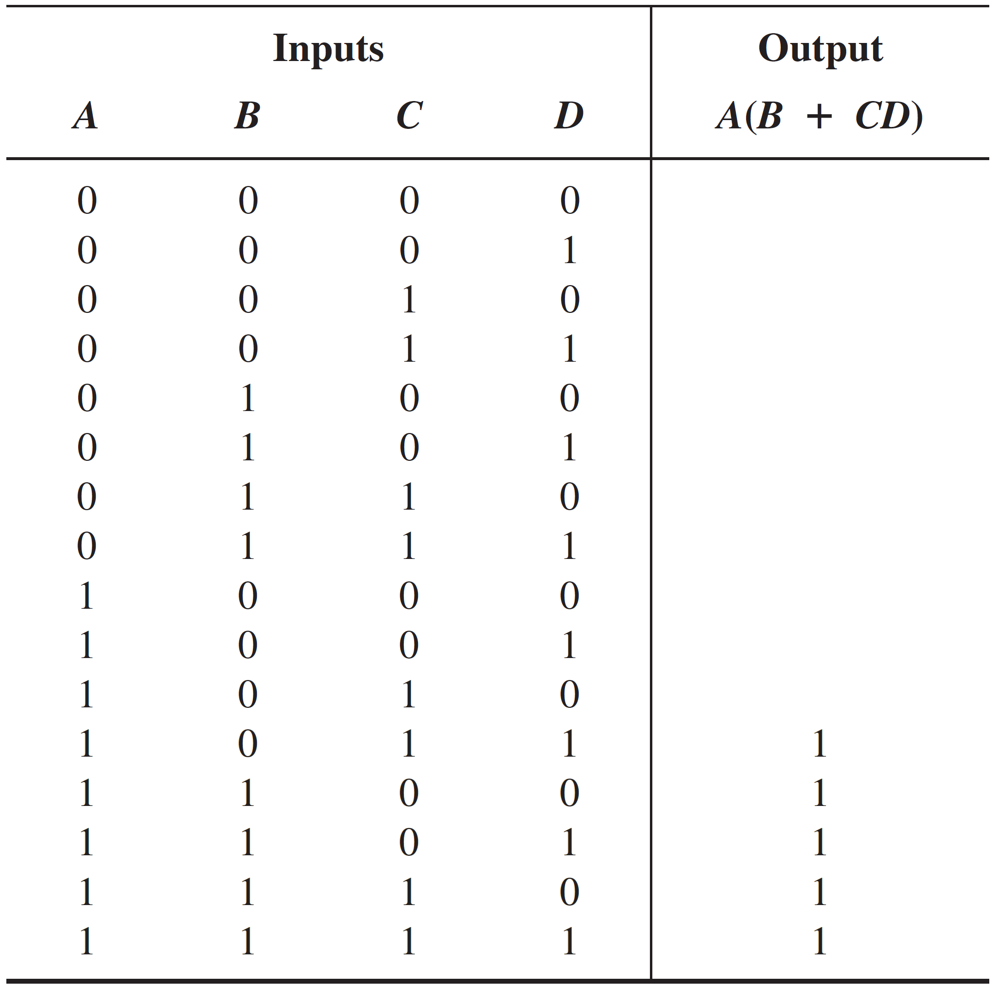 Inputs Output
A B C D A(B + CD)
0 0 0 0
0 0 0 1
0 0 1 0
0 0 1 1
0 1 0 0
0 1 0 1
0 1 1 0
0 1 1 1
1 0 0 0
1 0 0 1
1 0 1 0
1 0 1 1 1
1 1 0 0 1
1 1 0 1 1
1 1 1 0 1
1 1 1 1 1